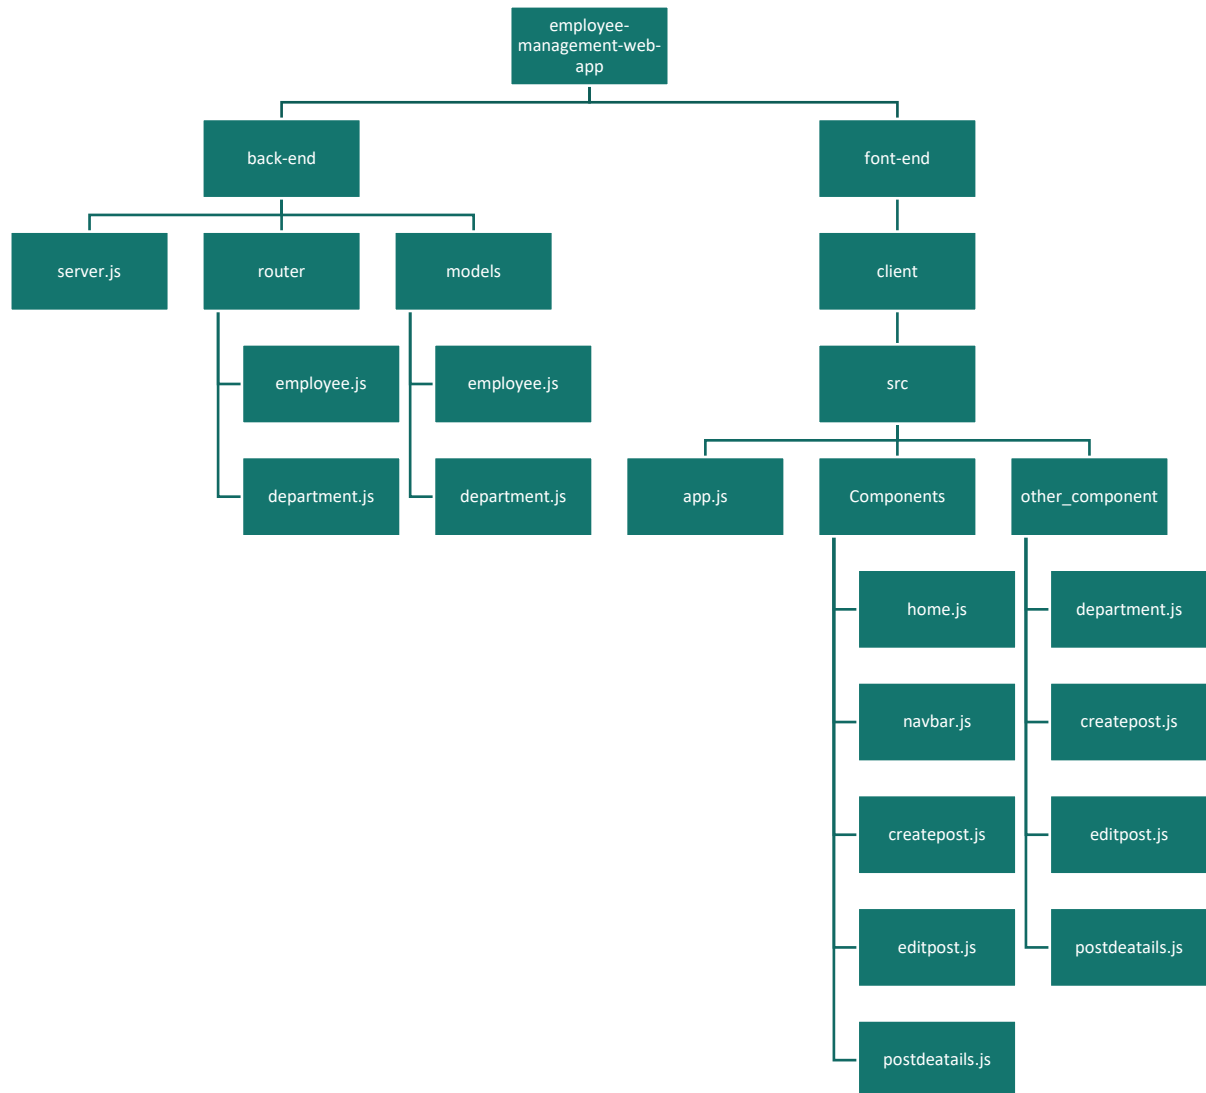 employee-
management-web-
app
back-end
font-end
server.js
router
models
client
employee.js
employee.js
src
department.js
department.js
app.js
Components
other_component
home.js
department.js
navbar.js
createpost.js
createpost.js
editpost.js
editpost.js
postdeatails.js
postdeatails.js